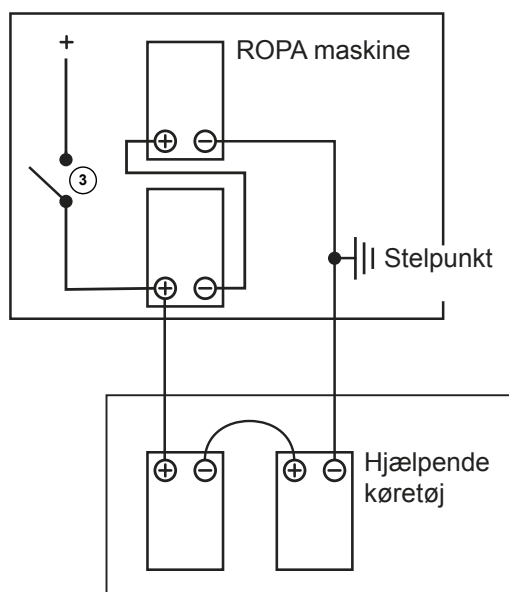 +
ROPA maskine
+ −
3
Stelpunkt
+ −
+ −
+ −
Hjælpende
køretøj